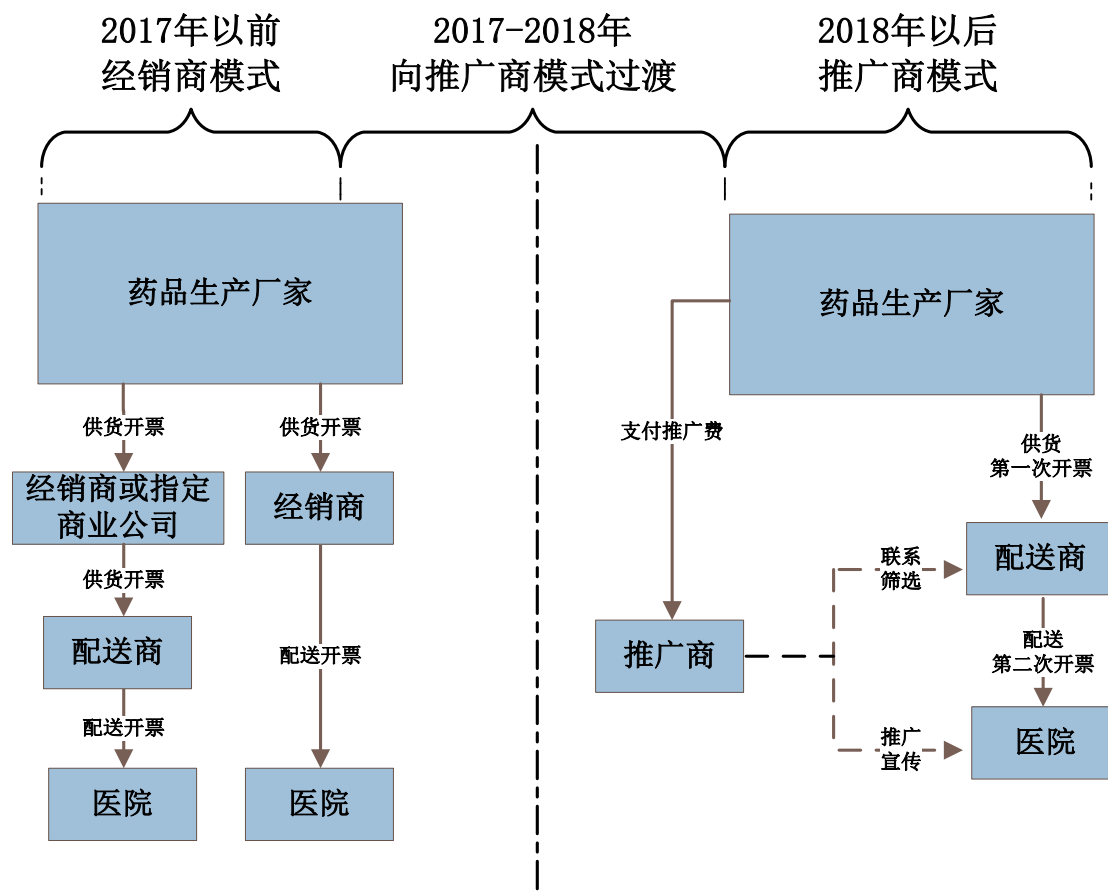 2017年以前
经销商模式
2017-2018年
向推广商模式过渡
2018年以后
推广商模式
药品生产厂家
供货开票
供货开票
经销商或指定
商业公司
经销商
供货开票
配送商
配送开票
配送开票
医院
医院
药品生产厂家
支付推广费
供货
第一次开票
联系
筛选
配送商
推广商
配送
第二次开票
推广
宣传
医院